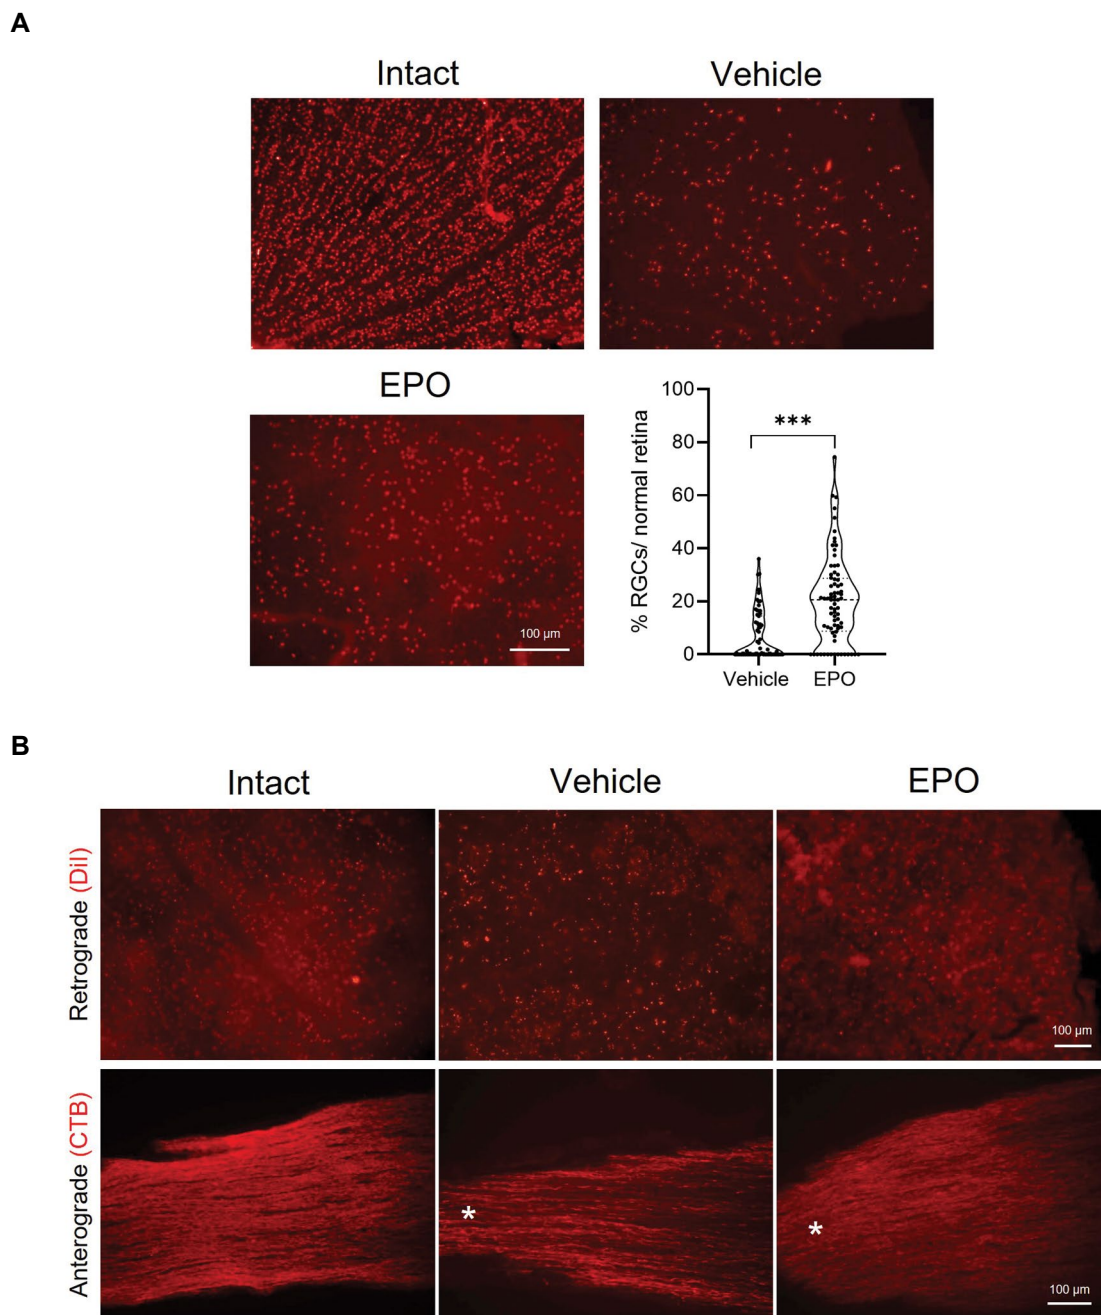 A
Intact
Vehicle
EPO
100 µm
% RGCs/ normal retina
100
80
60
40
20
0
***
Vehicle
EPO
B
Intact
Vehicle
EPO
Retrograde (DiI)
100 µm
Anterograde (CTB)
*
*
100 µm